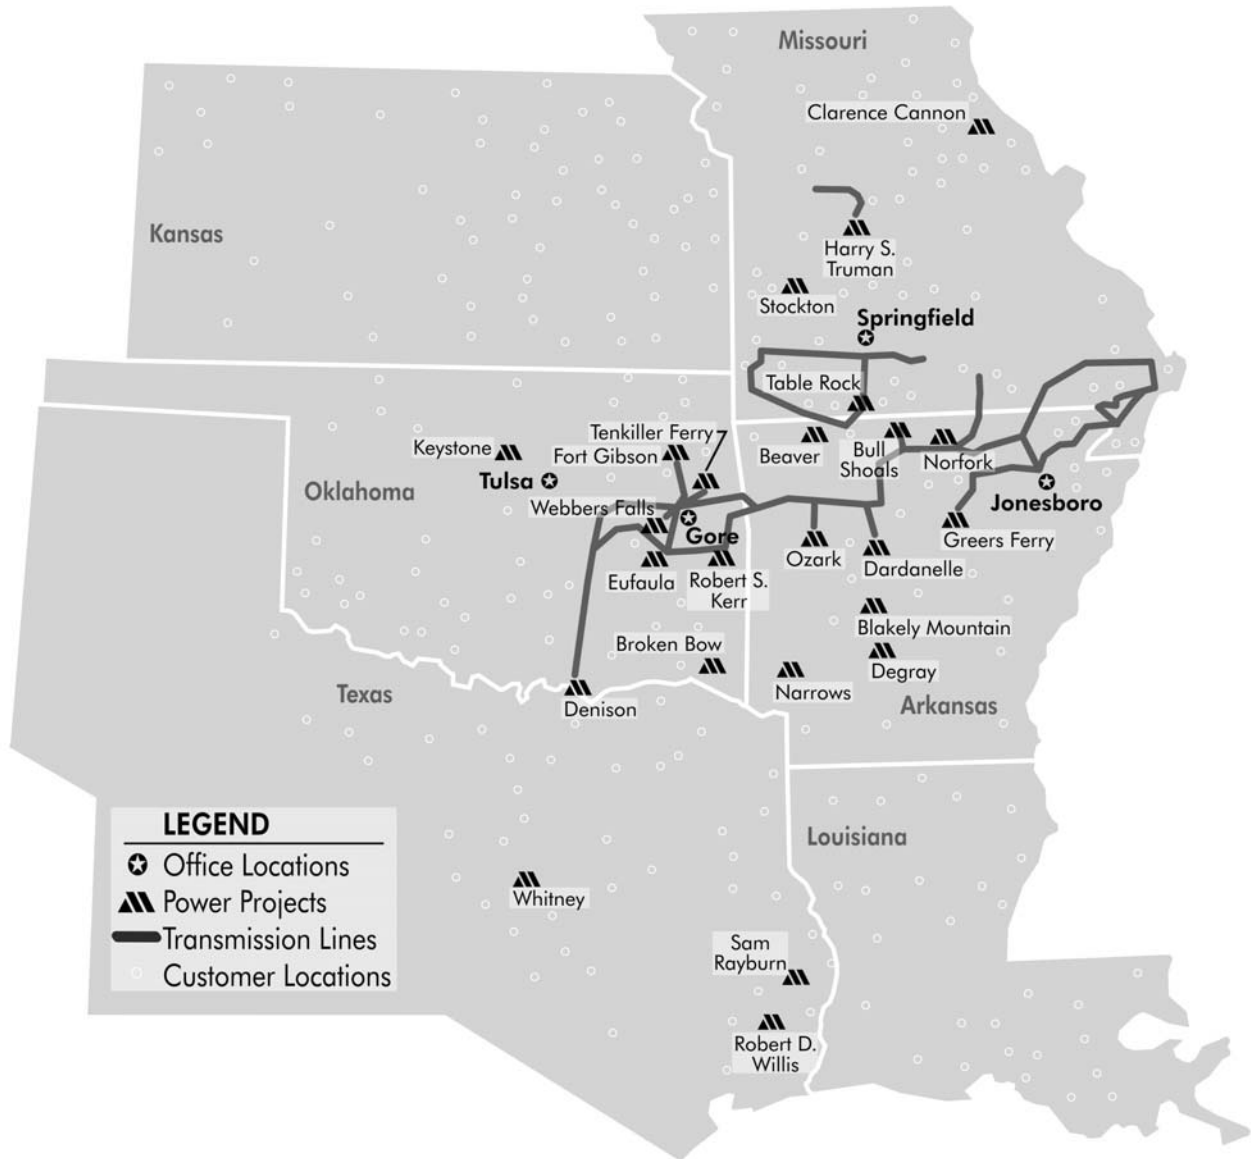 Missouri
Clarence Cannon
Kansas
Harry S.
Truman
Stockton
Springfield
Table Rock
Tenkiller Ferry
Keystone
Fort Gibson
Beaver
Bull
Shoals
Norfork
Tulsa
Oklahoma
Webbers Falls
Jonesboro
Gore
Greers Ferry
Ozark
Dardanelle
Eufaula
Robert S.
Kerr
Blakely Mountain
Broken Bow
Degray
Texas
Narrows
Denison
Arkansas
LEGEND
Office Locations
Power Projects
Transmission Lines
Customer Locations
Louisiana
Whitney
Sam
Rayburn
Robert D.
Willis